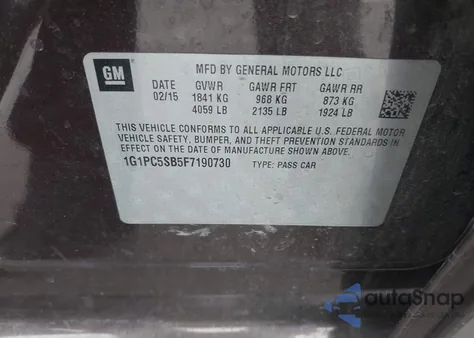 GM
MFD BY GENERAL MOTORS LLC
DATE GVWR GAWR FRT GAWR RR
02/15 1841 KG 968 KG 873 KG
4059 LB 2135 LB 1924 LB
THIS VEHICLE CONFORMS TO ALL APPLICABLE U.S. FEDERAL MOTOR
VEHICLE SAFETY, BUMPER, AND THEFT PREVENTION STANDARDS IN
EFFECT ON THE DATE OF MANUFACTURE SHOWN ABOVE.
1G1PC5SB5F7190730 TYPE: PASS CAR
autoSnap